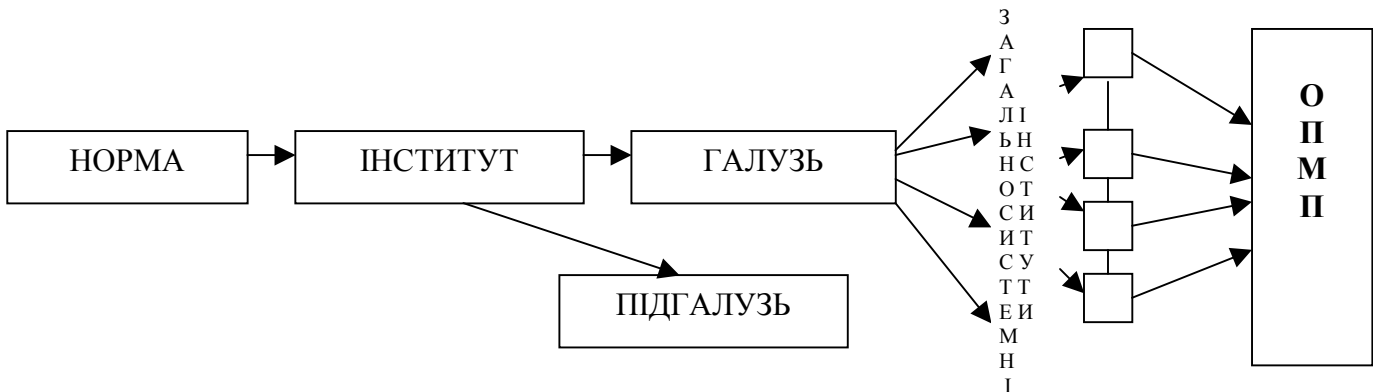 НОРМА
ІНСТИТУТ
ГАЛУЗЬ
ПІДГАЛУЗЬ
ЗАГАЛЬНОСИСТЕМНІ
ІНСТИТУТИ
ОПМП